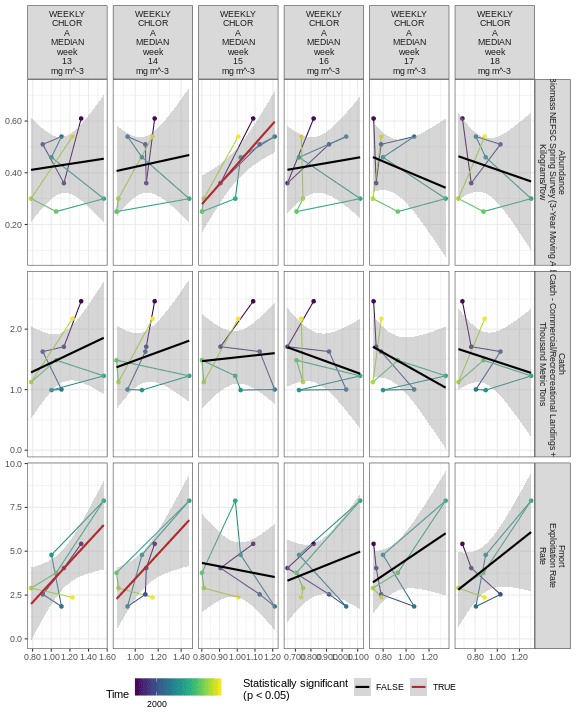 WEEKLY
CHLOR
A
MEDIAN
week
13
mg m^-3
WEEKLY
CHLOR
A
MEDIAN
week
14
mg m^-3
WEEKLY
CHLOR
A
MEDIAN
week
15
mg m^-3
WEEKLY
CHLOR
A
MEDIAN
week
16
mg m^-3
WEEKLY
CHLOR
A
MEDIAN
week
17
mg m^-3
WEEKLY
CHLOR
A
MEDIAN
week
18
mg m^-3
0.60
0.40
0.20
Abundance
Biomass NEFSC Spring Survey (3-Year Moving
Kilograms/Tow
2.0
1.0
0.0
Catch
Catch - Commercial/Recreational Landings +
Thousand Metric Tons
10.0
7.5
5.0
2.5
0.0
Fmort
Exploitation Rate
Rate
0.80 1.00 1.20 1.40 1.60
1.00 1.20 1.40
0.80 0.90 1.00 1.10 1.20
0.70 0.80 0.90 1.00 1.10
0.80 1.00 1.20
0.80 1.00 1.20
Time
2000
Statistically significant
(p < 0.05)
FALSE
TRUE